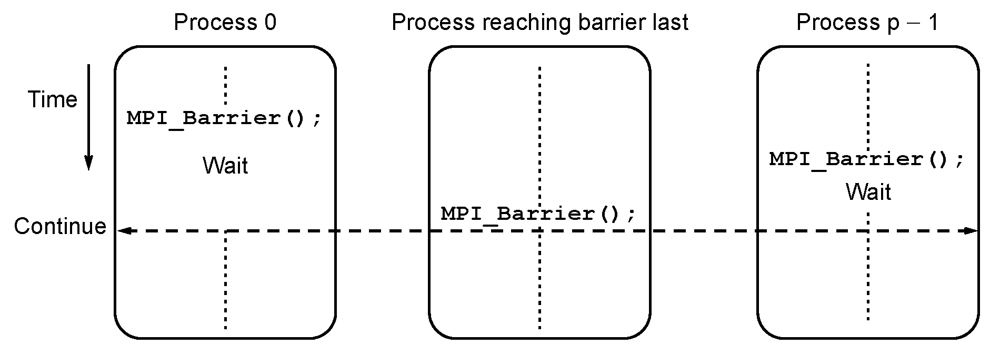 Process 0
Process reaching barrier last
Process p – 1
Time
MPI_Barrier();
Wait
MPI_Barrier();
Wait
MPI_Barrier();
Continue